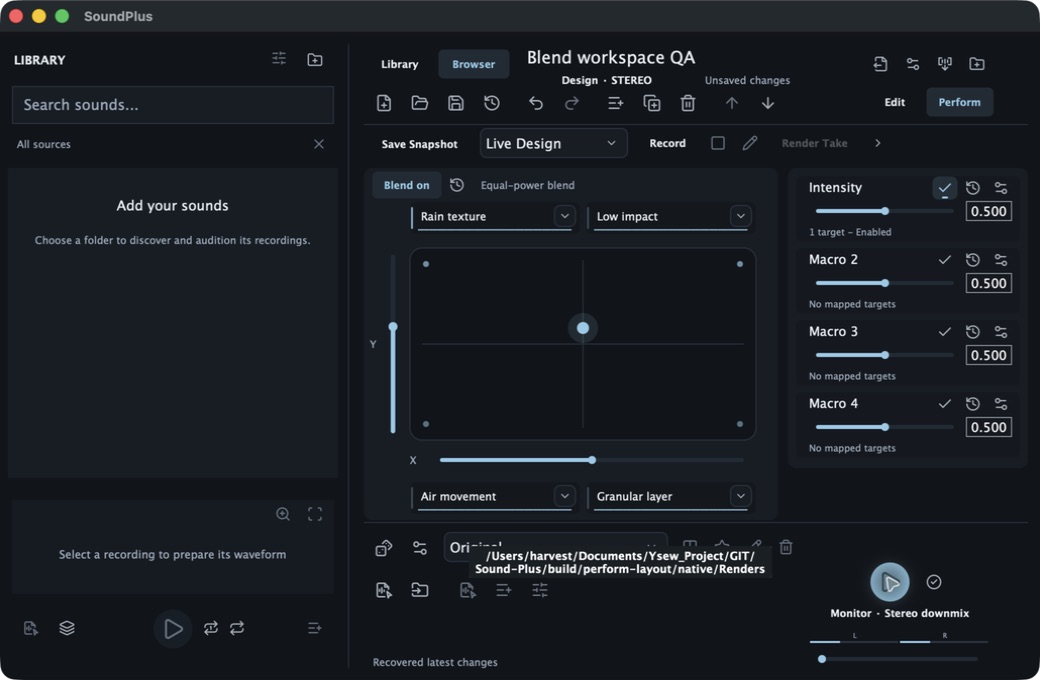 SoundPlus
LIBRARY
Search sounds...
All sources
Add your sounds
Choose a folder to discover and audition its recordings.
Select a recording to prepare its waveform
Library
Browser
Blend workspace QA
Design · STEREO
Unsaved changes
Edit
Perform
Save Snapshot
Live Design
Record
Render Take
Blend on
Equal-power blend
Rain texture
Low impact
Y
X
Air movement
Granular layer
Intensity
0.500
1 target – Enabled
Macro 2
0.500
No mapped targets
Macro 3
0.500
No mapped targets
Macro 4
0.500
No mapped targets
/Users/harvest/Documents/Ysew_Project/GIT/
Sound-Plus/build/perform-layout/native/Renders
Monitor · Stereo downmix
L
R
Recovered latest changes